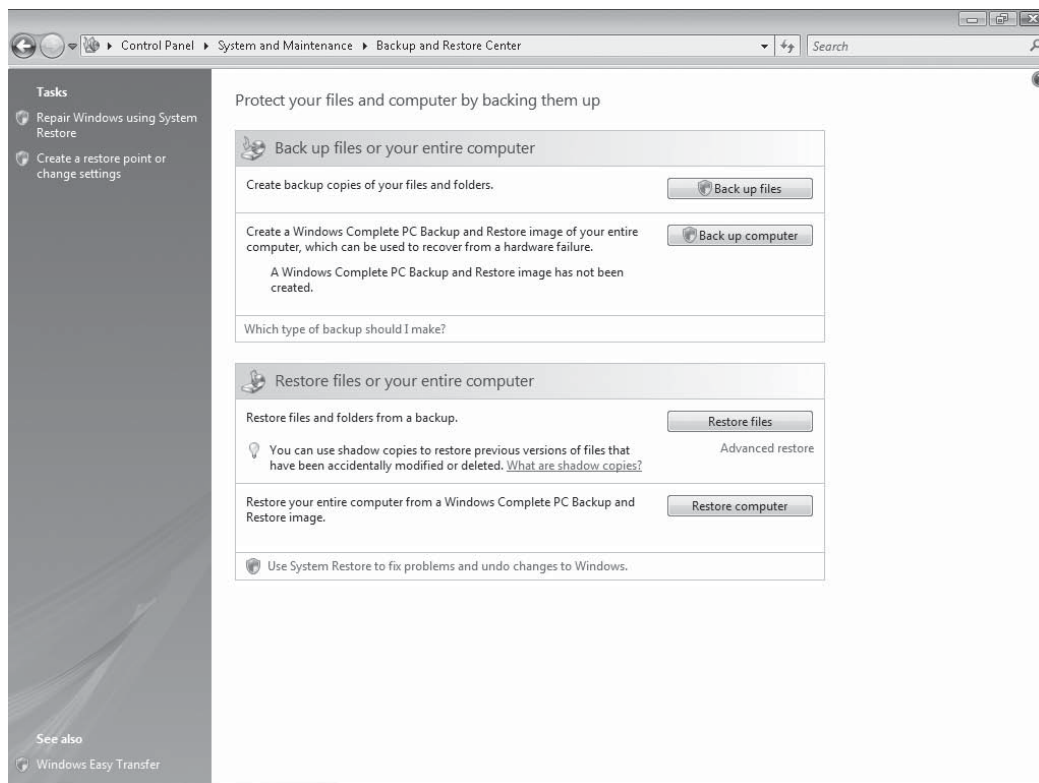 Control Panel ▸ System and Maintenance ▸ Backup and Restore Center
Search
Tasks
Repair Windows using System
Restore
Create a restore point or
change settings
Protect your files and computer by backing them up
Back up files or your entire computer
Create backup copies of your files and folders.
Back up files
Create a Windows Complete PC Backup and Restore image of your entire
computer, which can be used to recover from a hardware failure.
Back up computer
A Windows Complete PC Backup and Restore image has not been
created.
Which type of backup should I make?
Restore files or your entire computer
Restore files and folders from a backup.
Restore files
You can use shadow copies to restore previous versions of files that
have been accidentally modified or deleted. What are shadow copies?
Advanced restore
Restore your entire computer from a Windows Complete PC Backup and
Restore image.
Restore computer
Use System Restore to fix problems and undo changes to Windows.
See also
Windows Easy Transfer